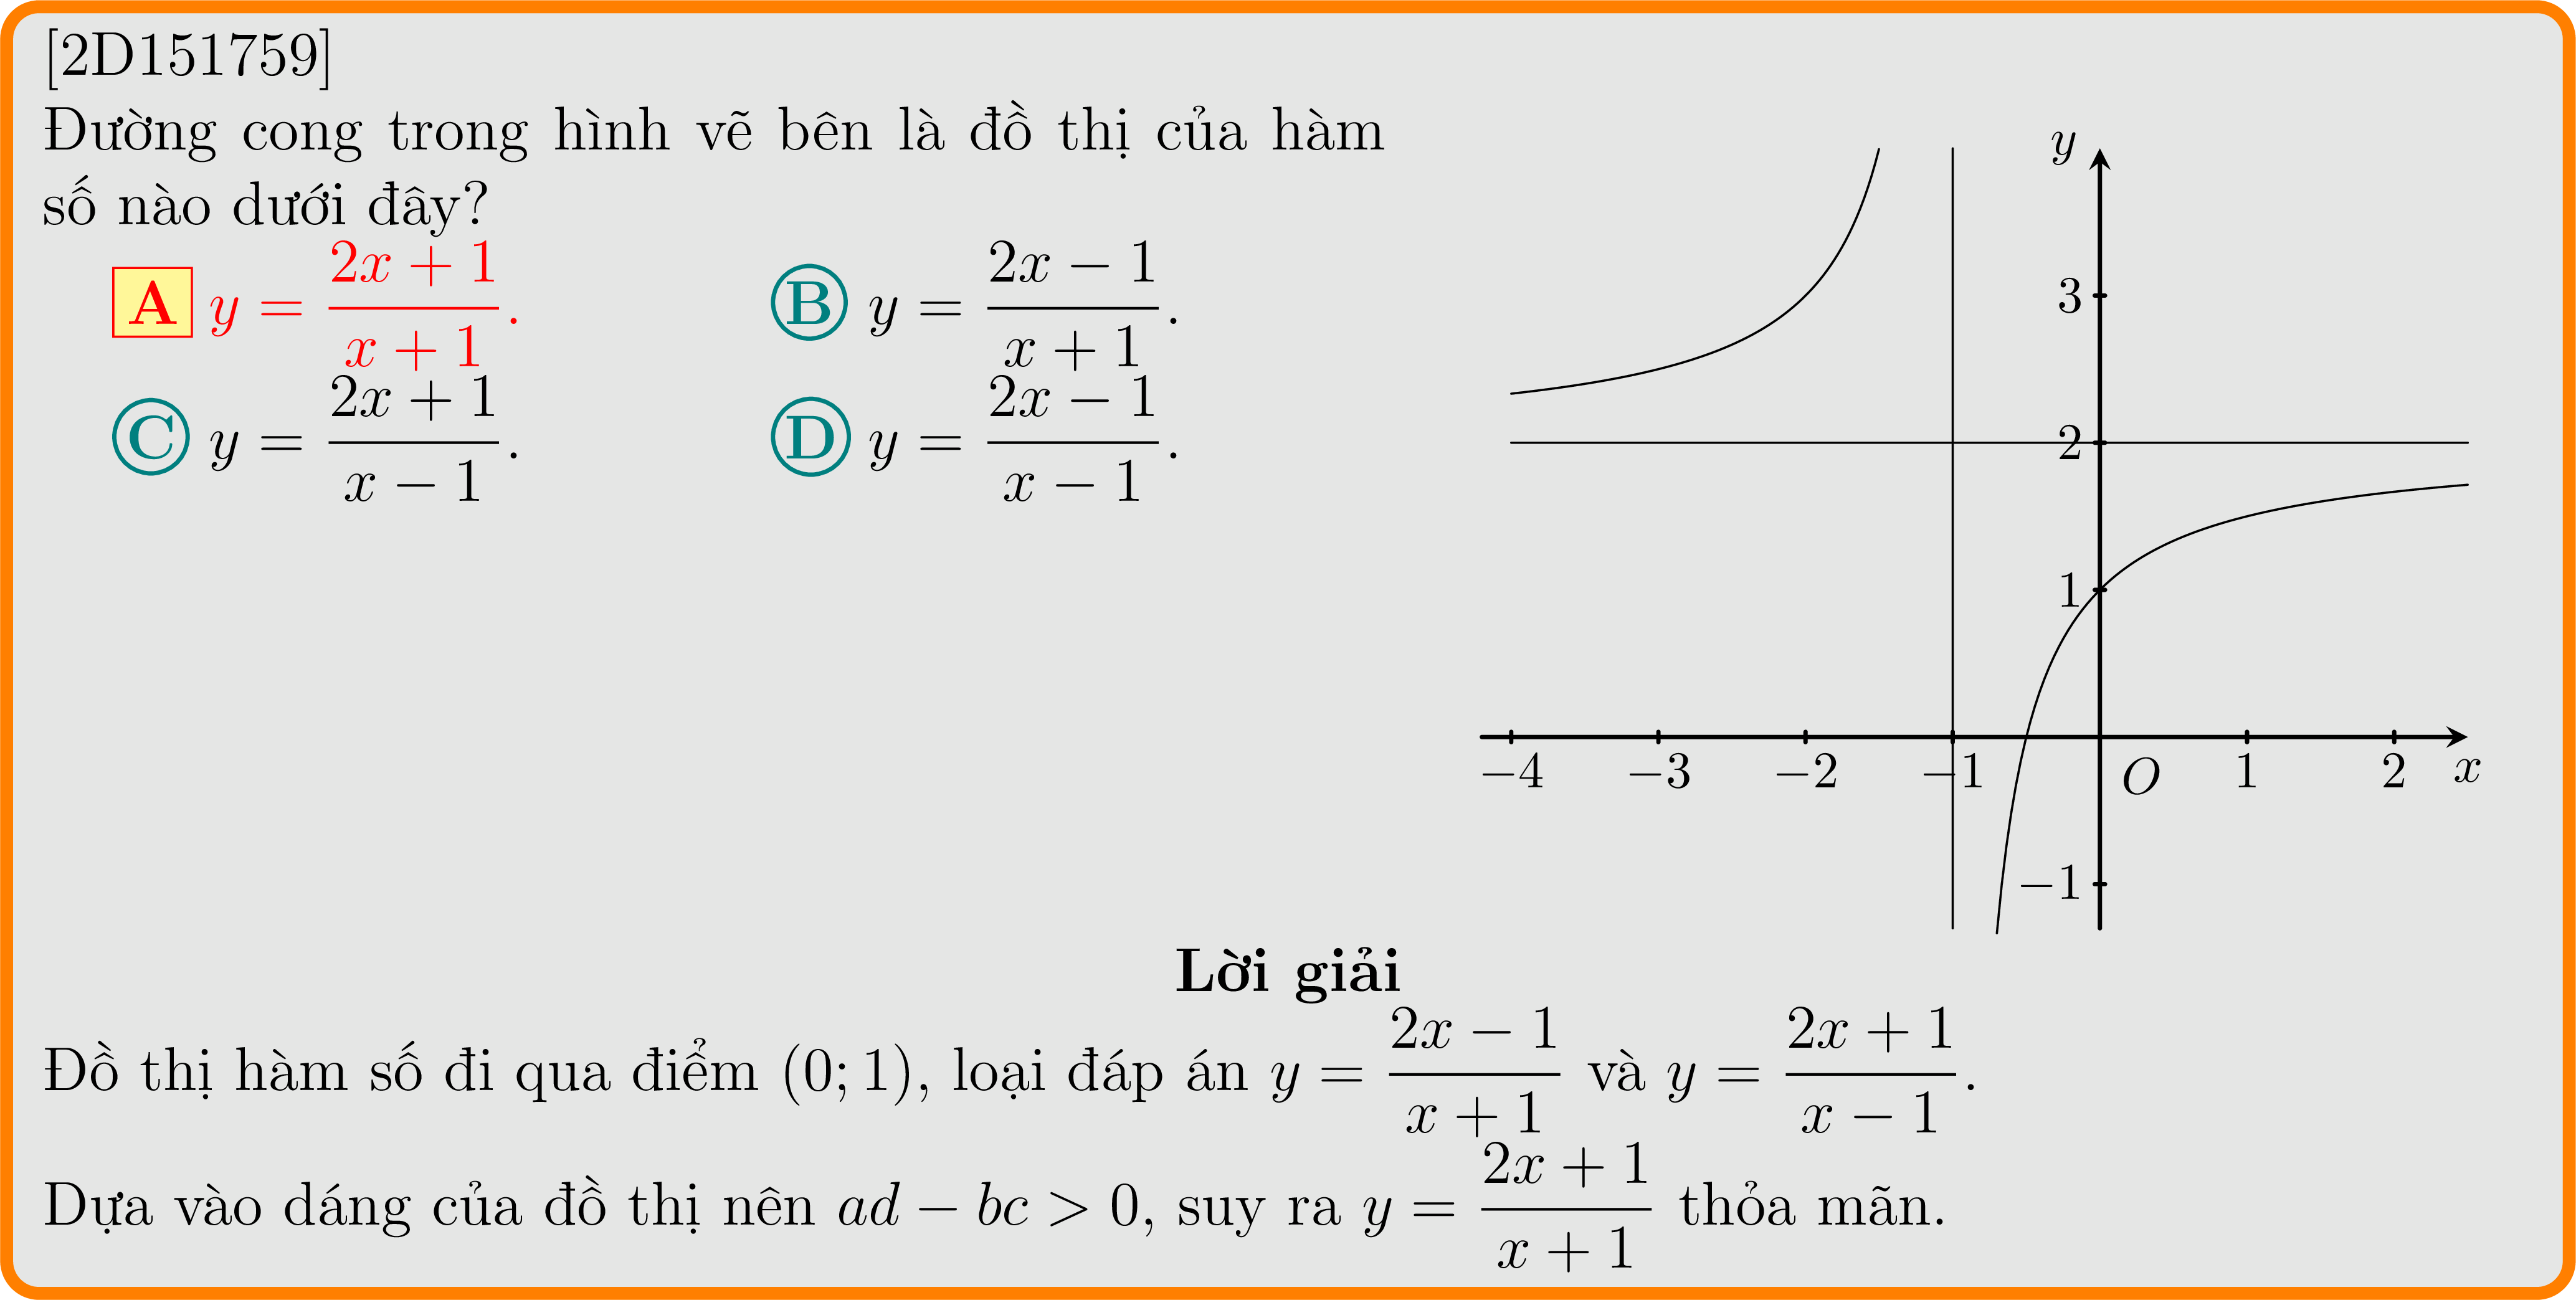 [2D151759]
Đường cong trong hình vẽ bên là đồ thị của hàm
số nào dưới đây?
A y = \frac{2x + 1}{x + 1}. B y = \frac{2x − 1}{x + 1}.
C y = \frac{2x + 1}{x − 1}. D y = \frac{2x − 1}{x − 1}.
y
3
2
1
−4 −3 −2 −1 O 1 2 x
−1
Lời giải
Đồ thị hàm số đi qua điểm (0; 1), loại đáp án y = \frac{2x − 1}{x + 1} và y = \frac{2x + 1}{x − 1}.
Dựa vào dáng của đồ thị nên ad − bc > 0, suy ra y = \frac{2x + 1}{x + 1} thỏa mãn.